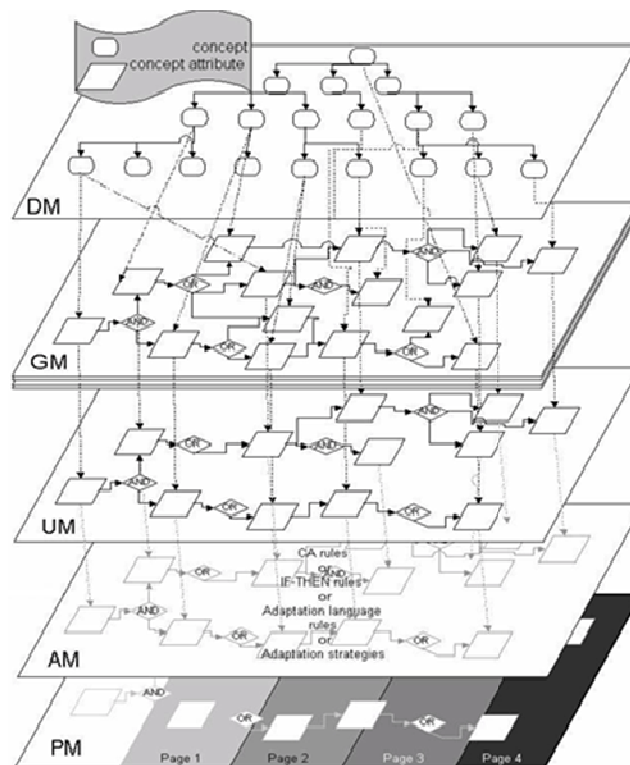 concept
concept attribute
DM
OR
AND
AND
AND
OR
OR
GM
AND
OR
AND
AND
OR
OR
UM
CA rules
or
OR
AND
IF-THEN rules
or
AND
Adaptation language
rules
OR
or
OR
Adaptation strategies
AM
AND
OR
OR
PM
Page 1
Page 2
Page 3
Page 4